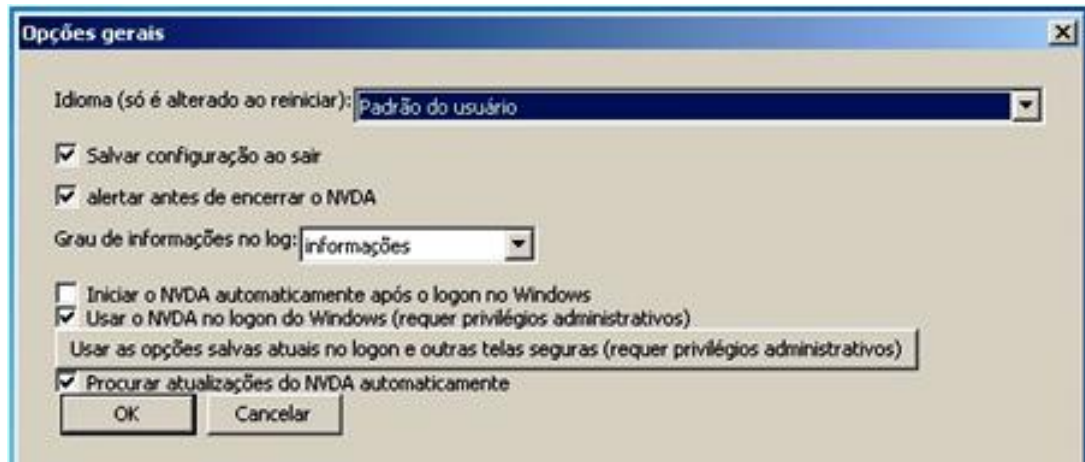 Opções gerais
Idioma (só é alterado ao reiniciar): Padrão do usuário
Salvar configuração ao sair
alertar antes de encerrar o NVDA
Grau de informações no log: informações
Iniciar o NVDA automaticamente após o logon no Windows
Usar o NVDA no logon do Windows (requer privilégios administrativos)
Usar as opções salvas atuais no logon e outras telas seguras (requer privilégios administrativos)
Procurar atualizações do NVDA automaticamente
OK Cancelar